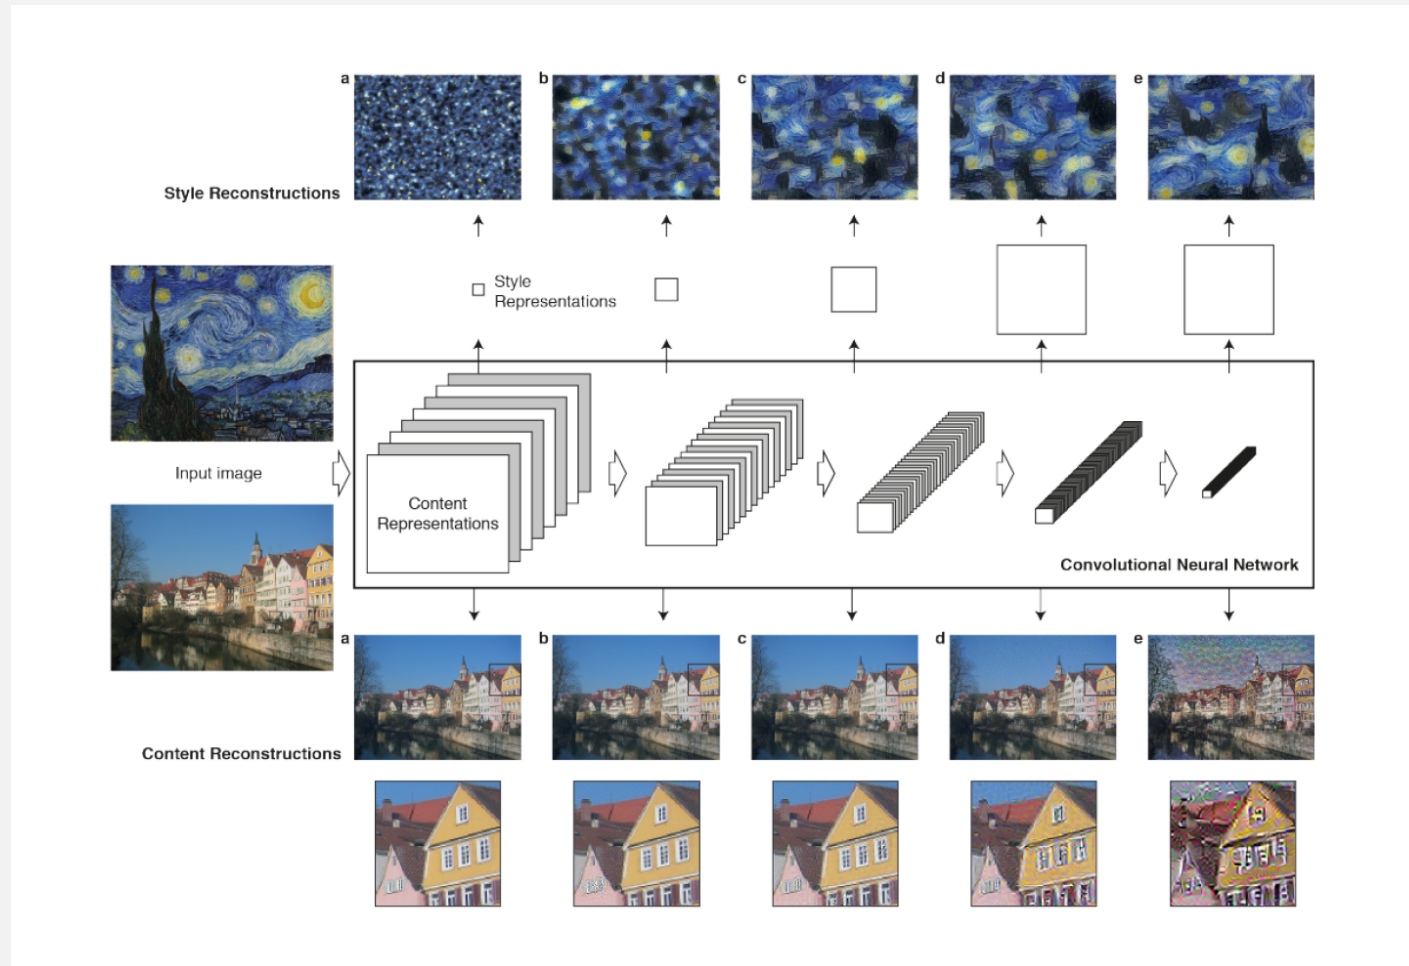 a
b
c
d
e
Style Reconstructions
Style
Representations
Input image
Content
Representations
Convolutional Neural Network
a
b
c
d
e
Content Reconstructions